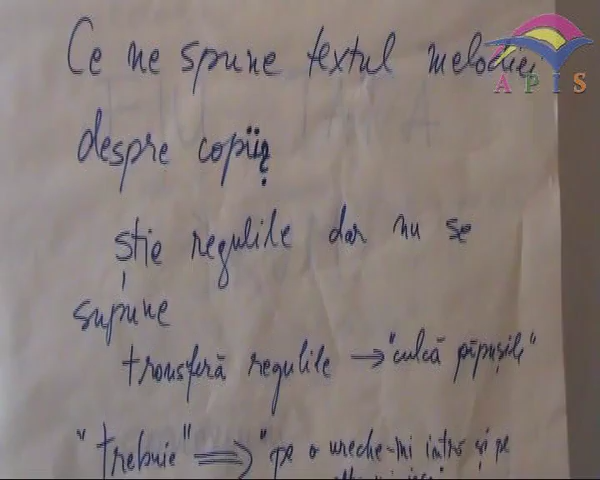 Ce ne spune textul melodiei
despre copii?
știe regulile dar nu se
supune
transferă regulile → "culcă păpușile"
"trebuie" ⇒ "pe o ureche-mi intră și pe
APIS